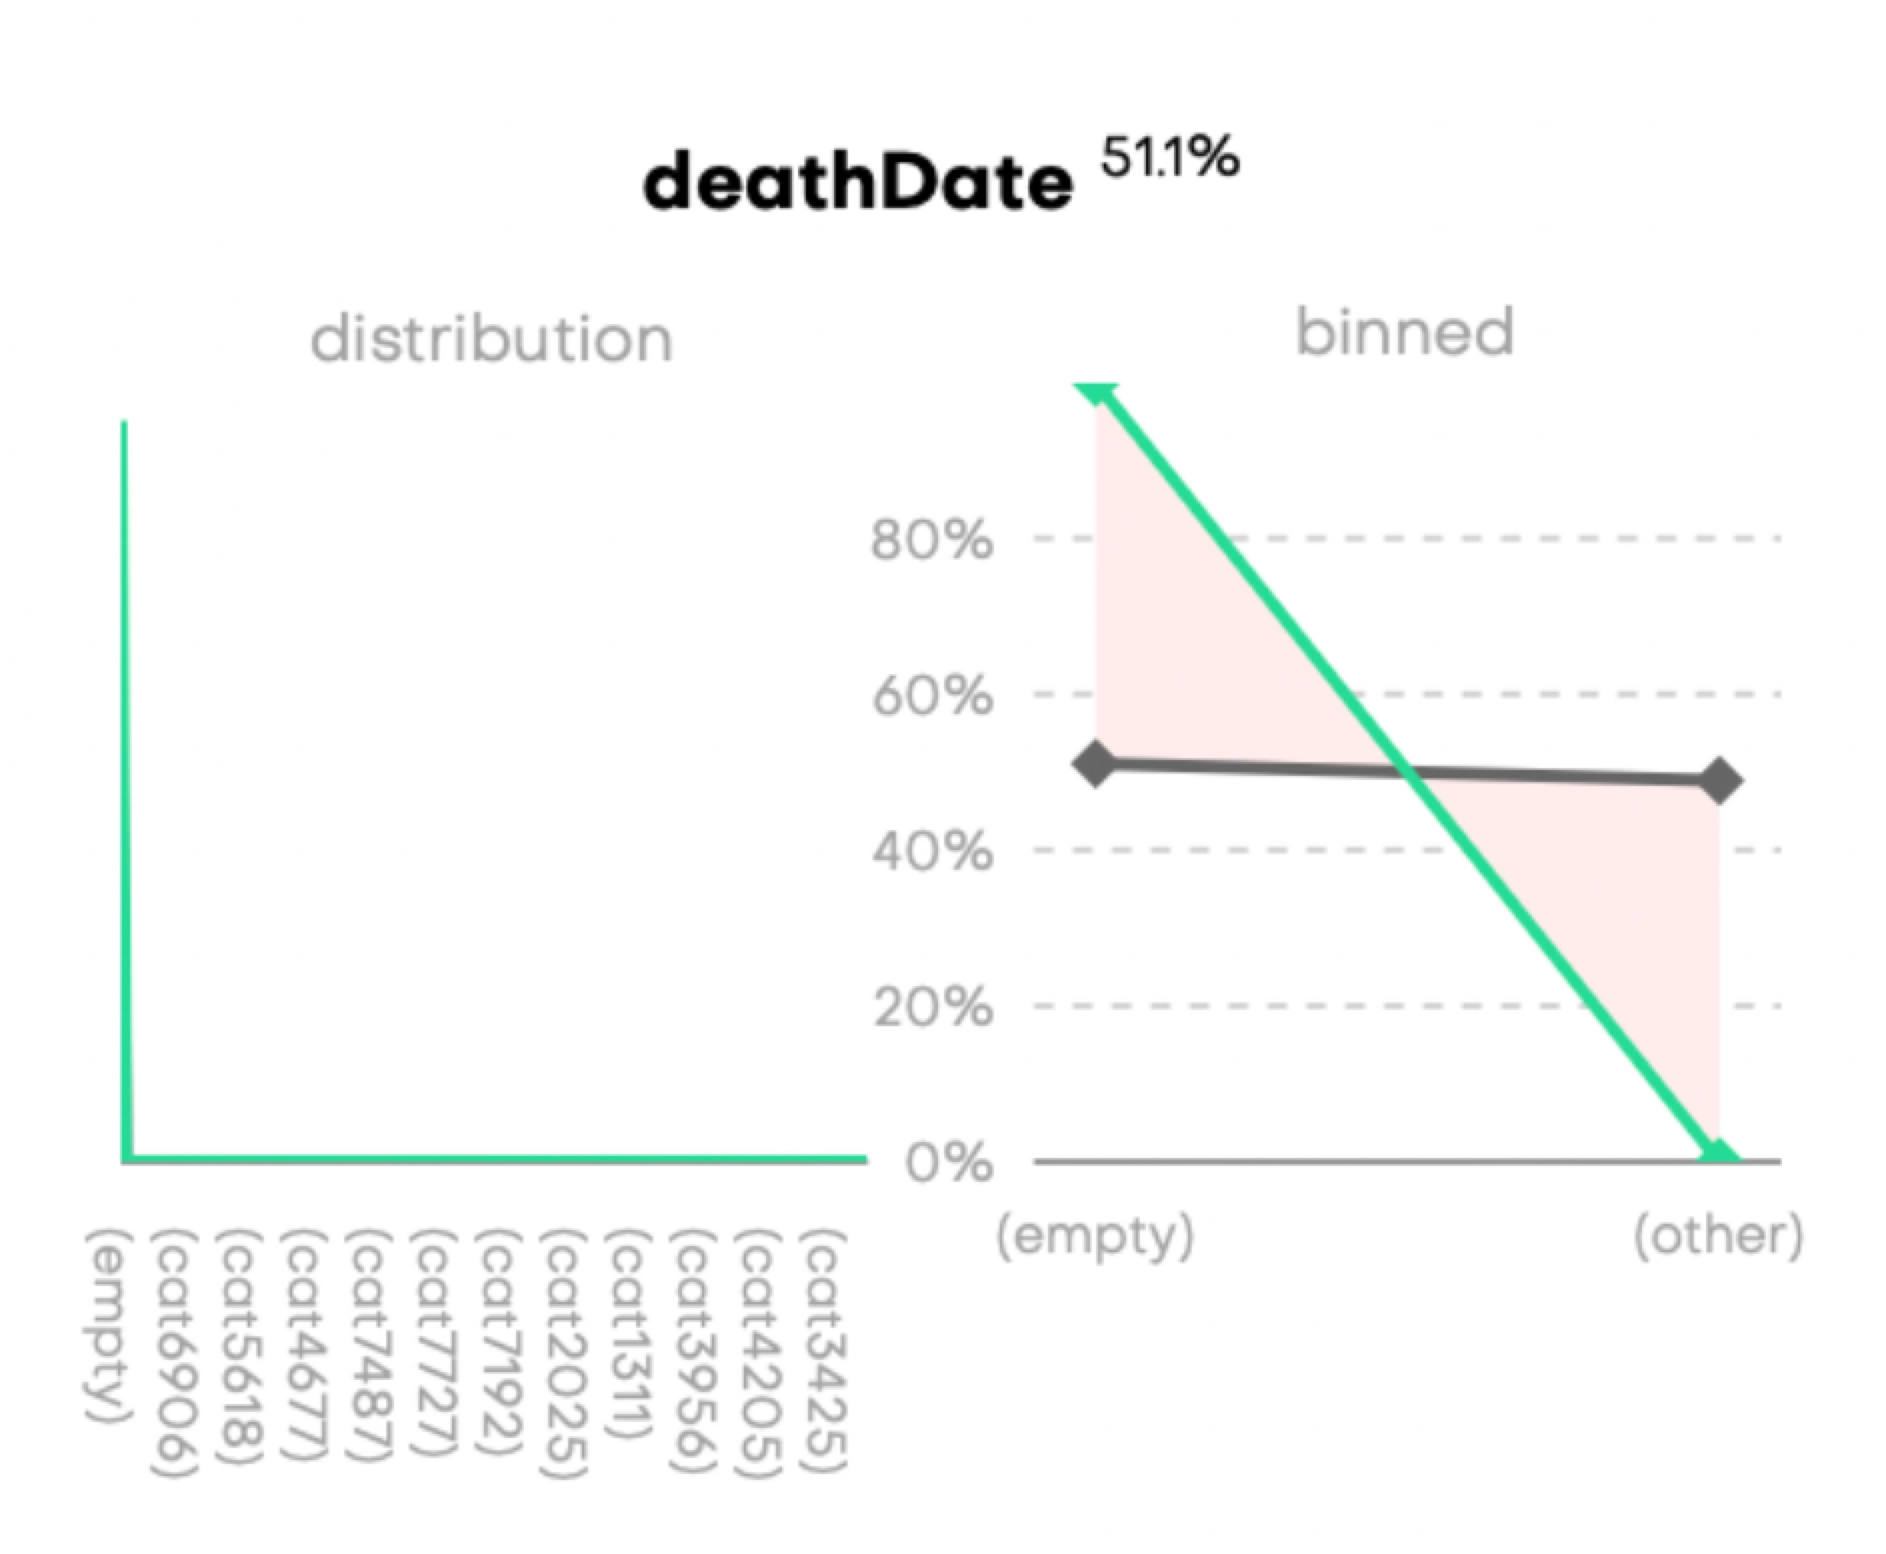 deathDate 51.1%
distribution
binned
80%
60%
40%
20%
0%
(empty)
(other)
(empty)
(cat6906)
(cat5618)
(cat4677)
(cat7487)
(cat7727)
(cat7192)
(cat2025)
(cat1311)
(cat3956)
(cat4205)
(cat3425)